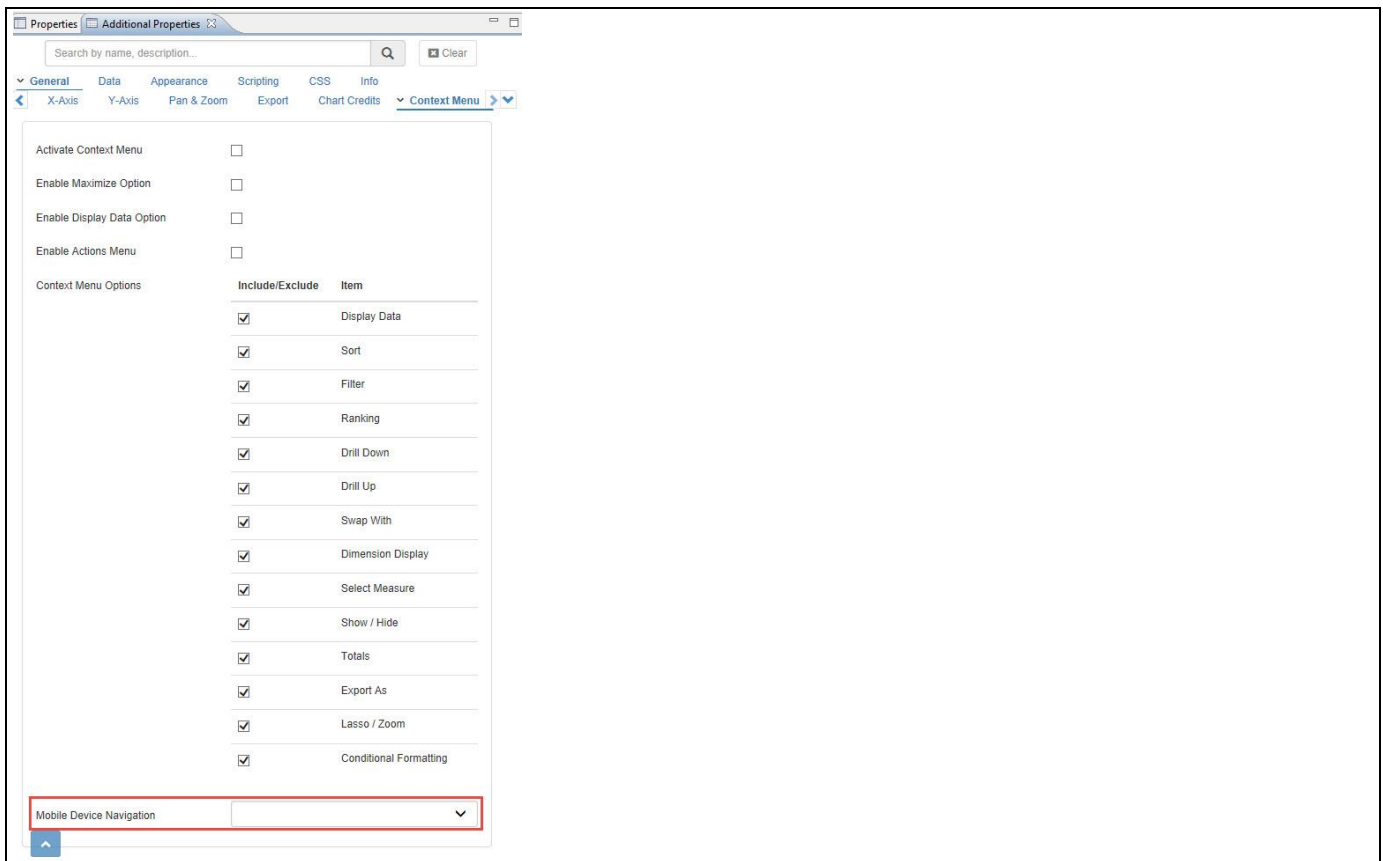 Properties Additional Properties
Search by name, description... Clear
General Data Appearance Scripting CSS Info
X-Axis Y-Axis Pan & Zoom Export Chart Credits Context Menu
Activate Context Menu
Enable Maximize Option
Enable Display Data Option
Enable Actions Menu
Context Menu Options Include/Exclude Item
Display Data
Sort
Filter
Ranking
Drill Down
Drill Up
Swap With
Dimension Display
Select Measure
Show / Hide
Totals
Export As
Lasso / Zoom
Conditional Formatting
Mobile Device Navigation